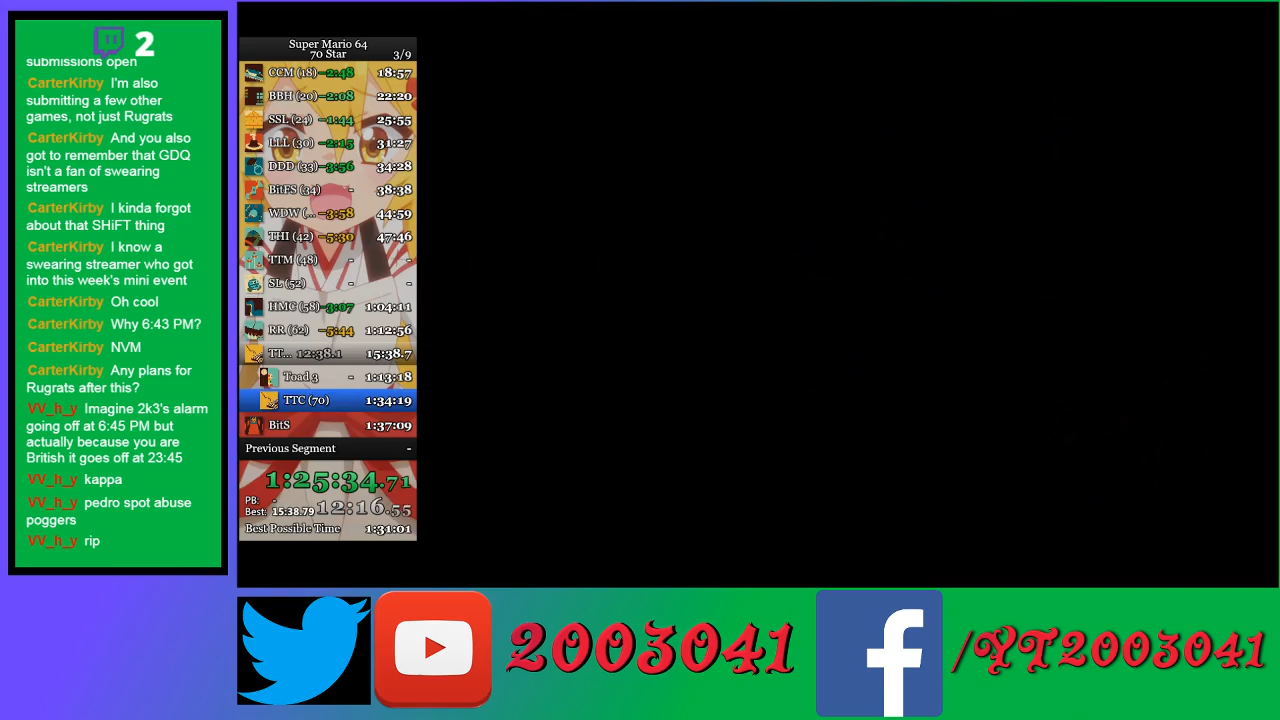 2
submissions open
CarterKirby I'm also
submitting a few other
games, not just Rugrats
CarterKirby And you also
got to remember that GDQ
isn't a fan of swearing
streamers
CarterKirby I kinda forgot
about that SHiFT thing
CarterKirby I know a
swearing streamer who got
into this week's mini event
CarterKirby Oh cool
CarterKirby Why 6:43 PM?
CarterKirby NVM
CarterKirby Any plans for
Rugrats after this?
VV_h_y Imagine 2k3's alarm
going off at 6:45 PM but
actually because you are
British it goes off at 23:45
VV_h_y kappa
VV_h_y pedro spot abuse
poggers
VV_h_y rip
Super Mario 64
70 Star 3/9
CCM (18) −2:48 18:57
BBH (20) −2:08 22:20
SSL (24) −1:44 25:55
LLL (30) −2:15 31:27
DDD (33) −3:56 34:28
BitFS (34) - 38:38
WDW (... −3:58 44:59
THI (42) −5:30 47:46
TTM (48) - -
SL (52) - -
HMC (58) −3:07 1:04:11
RR (62) −5:44 1:12:56
TT... 12:38.1 15:38.7
Toad 3 - 1:13:18
TTC (70) 1:34:19
BitS 1:37:09
Previous Segment -
1:25:34.71
PB: -
Best: 15:38.79 12:16.55
Best Possible Time 1:31:01
2003041
/YT2003041